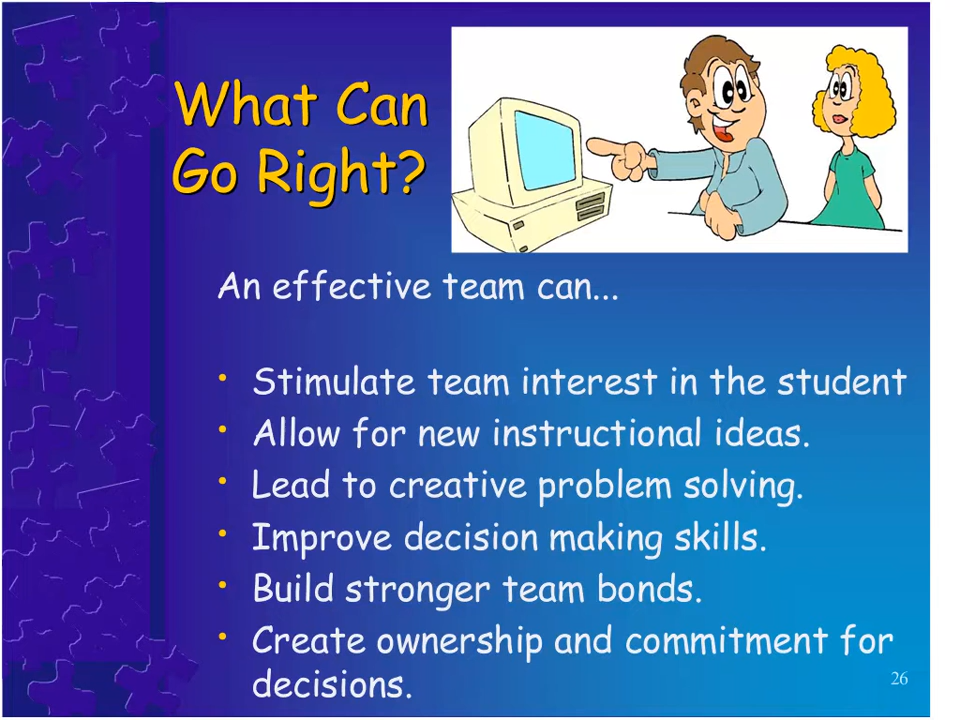 What Can
Go Right?
An effective team can...
• Stimulate team interest in the student
• Allow for new instructional ideas.
• Lead to creative problem solving.
• Improve decision making skills.
• Build stronger team bonds.
• Create ownership and commitment for
decisions.
26